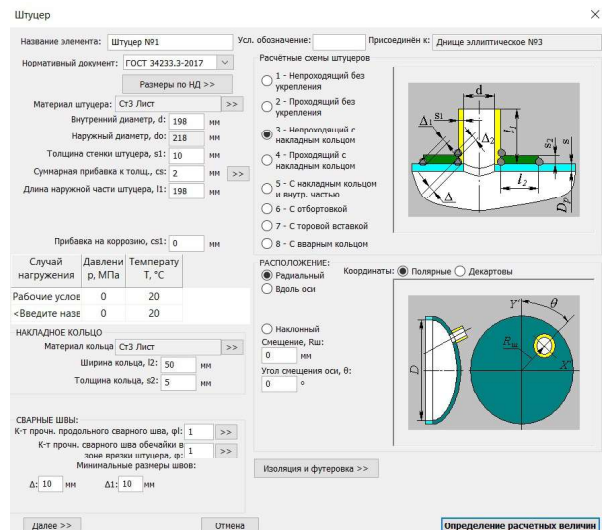 Штуцер
Название элемента: Штуцер №1 Усл. обозначение: Присоединён к: Днище эллиптическое №3
Нормативный документ: ГОСТ 34233.3-2017
Размеры по НД >>
Материал штуцера: Ст3 Лист >>
Внутренний диаметр, d: 198 мм
Наружный диаметр, do: 218 мм
Толщина стенки штуцера, s1: 10 мм
Суммарная прибавка к толщ., cs: 2 мм >>
Длина наружной части штуцера, l1: 198 мм
Прибавка на коррозию, cs1: 0 мм
Случай нагружения Давлени р, МПа Температу T, °C
Рабочие услов 0 20
<Введите назв 0 20
НАКЛАДНОЕ КОЛЬЦО
Материал кольца Ст3 Лист >>
Ширина кольца, l2: 50 мм
Толщина кольца, s2: 5 мм
СВАРНЫЕ ШВЫ:
К-т прочн. продольного сварного шва, φl: 1 >>
К-т прочн. сварного шва обечайки в
зоне врезки штуцера, φ: 1 >>
Минимальные размеры швов:
Δ: 10 мм Δ1: 10 мм
Далее >> Отмена
Расчётные схемы штуцеров
1 - Непроходящий без
укрепления
2 - Проходящий без
укрепления
3 - Непроходящий с
накладным кольцом
4 - Проходящий с
накладным кольцом
5 - С накладным кольцом
и внутр. частью
6 - С отбортовкой
7 - С торовой вставкой
8 - С вварным кольцом
d
Δ1 s1 Δ2 l1 s2 s
Δ l2 Dp
РАСПОЛОЖЕНИЕ:
Радиальный
Вдоль оси
Наклонный
Координаты: Полярные Декартовы
Смещение, Rш:
0 мм
Угол смещения оси, θ:
0 °
Y' θ
Rш
X'
D
Изоляция и футеровка >>
Определение расчетных величин